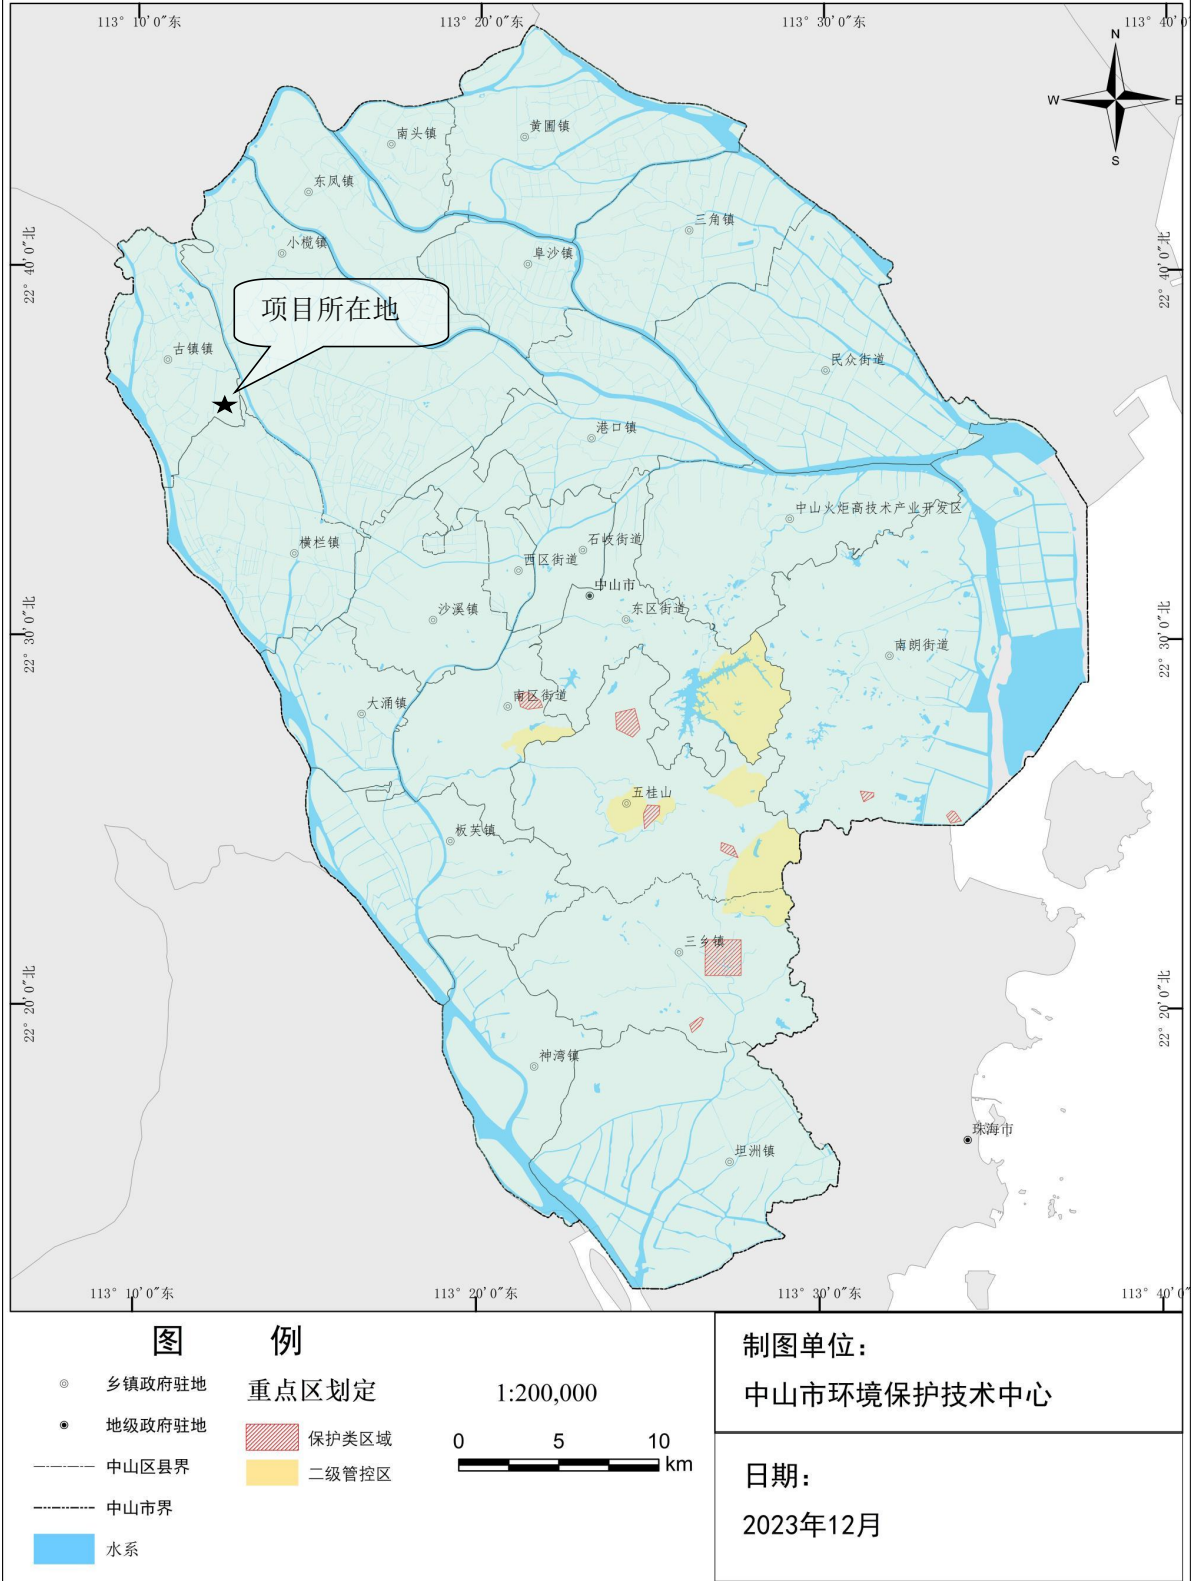 113° 10′0″东
113° 20′0″东
113° 30′0″东
113° 40′0″
N
W
E
S
南头镇
黄圃镇
东凤镇
三角镇
小榄镇
阜沙镇
22° 40′0″北
22° 40′0″北
项目所在地
古镇镇
民众街道
港口镇
中山火炬高技术产业开发区
横栏镇
石岐街道
西区街道
中山市
沙溪镇
东区街道
22° 30′0″北
22° 30′0″北
南朗街道
大涌镇
南区街道
五桂山
板芙镇
三乡镇
22° 20′0″北
22° 20′0″北
神湾镇
珠海市
坦洲镇
113° 10′0″东
113° 20′0″东
113° 30′0″东
113° 40′0″
图 例
乡镇政府驻地
地级政府驻地
中山区县界
中山市界
水系
重点区划定
保护类区域
二级管控区
1:200,000
0 5 10
km
制图单位：
中山市环境保护技术中心
日期：
2023年12月